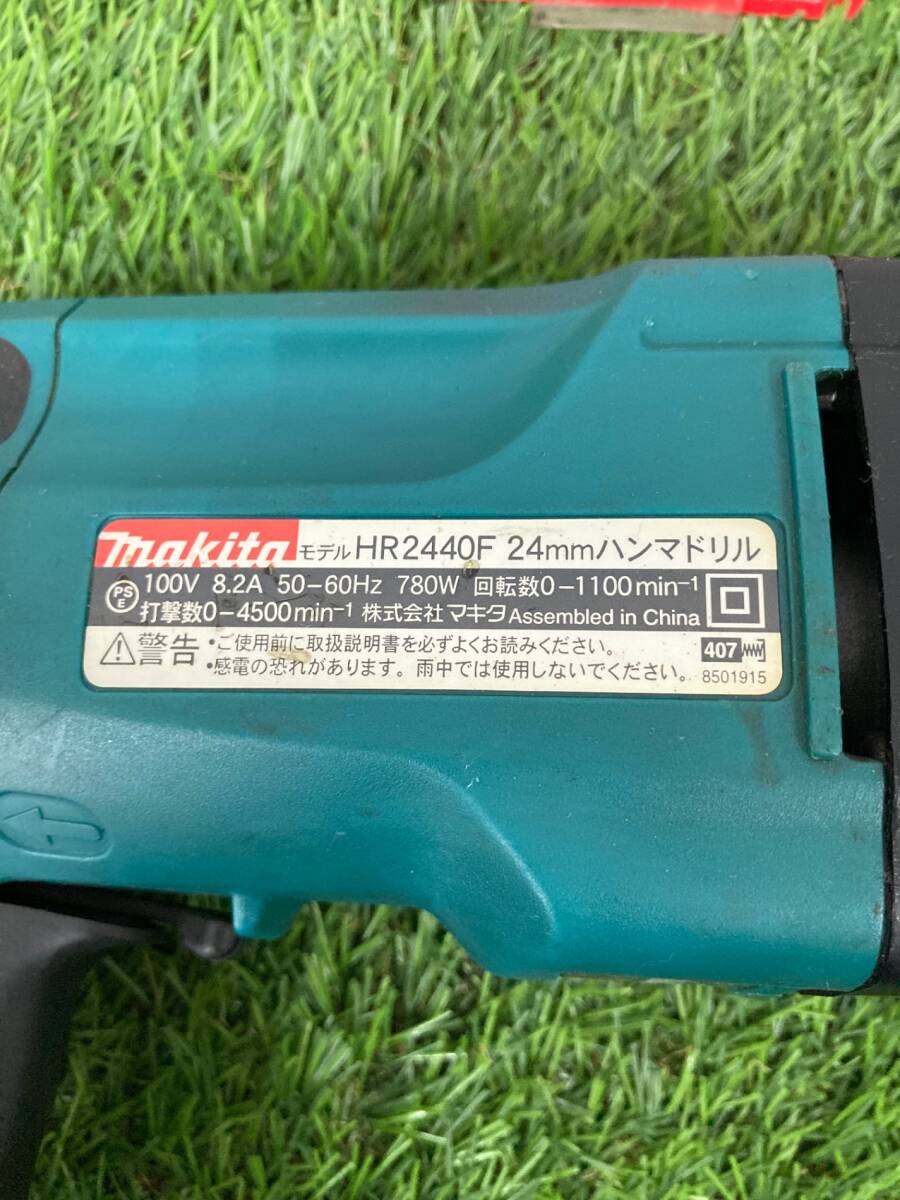 makita モデル HR2440F 24mmハンマドリル
PS E 100V 8.2A 50-60Hz 780W 回転数0-1100min⁻¹
打撃数0-4500min⁻¹ 株式会社マキタ Assembled in China
⚠警告 •ご使用前に取扱説明書を必ずよくお読みください。
•感電の恐れがあります。雨中では使用しないでください。
407
8501915